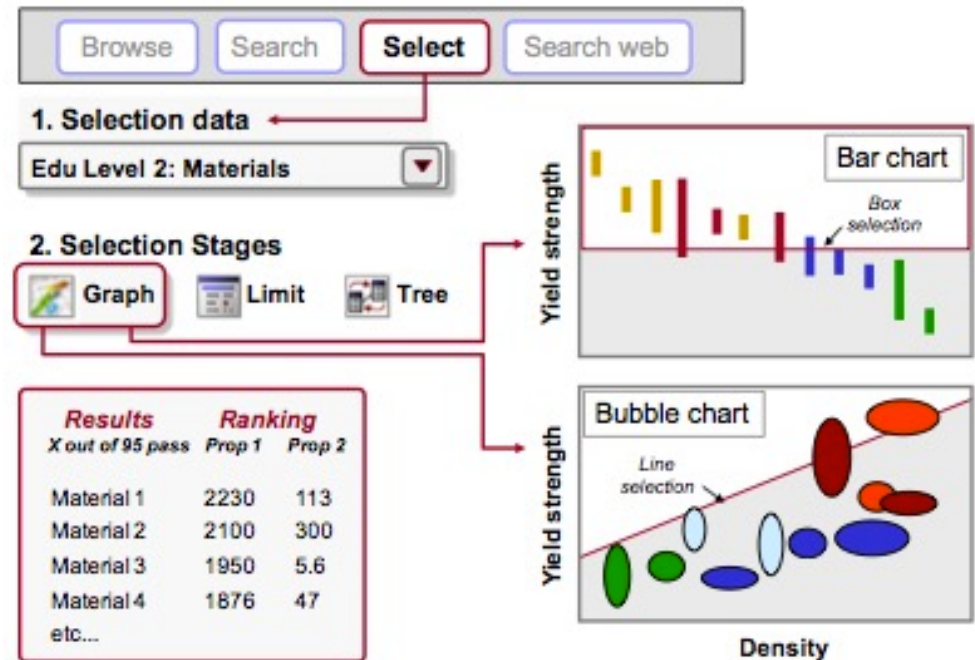 Browse Search Select Search web
1. Selection data
Edu Level 2: Materials
2. Selection Stages
Graph Limit Tree
Results Ranking
X out of 95 pass Prop 1 Prop 2
Material 1 2230 113
Material 2 2100 300
Material 3 1950 5.6
Material 4 1876 47
etc...
Yield strength
Bar chart
Box
selection
Yield strength
Bubble chart
Line
selection
Density